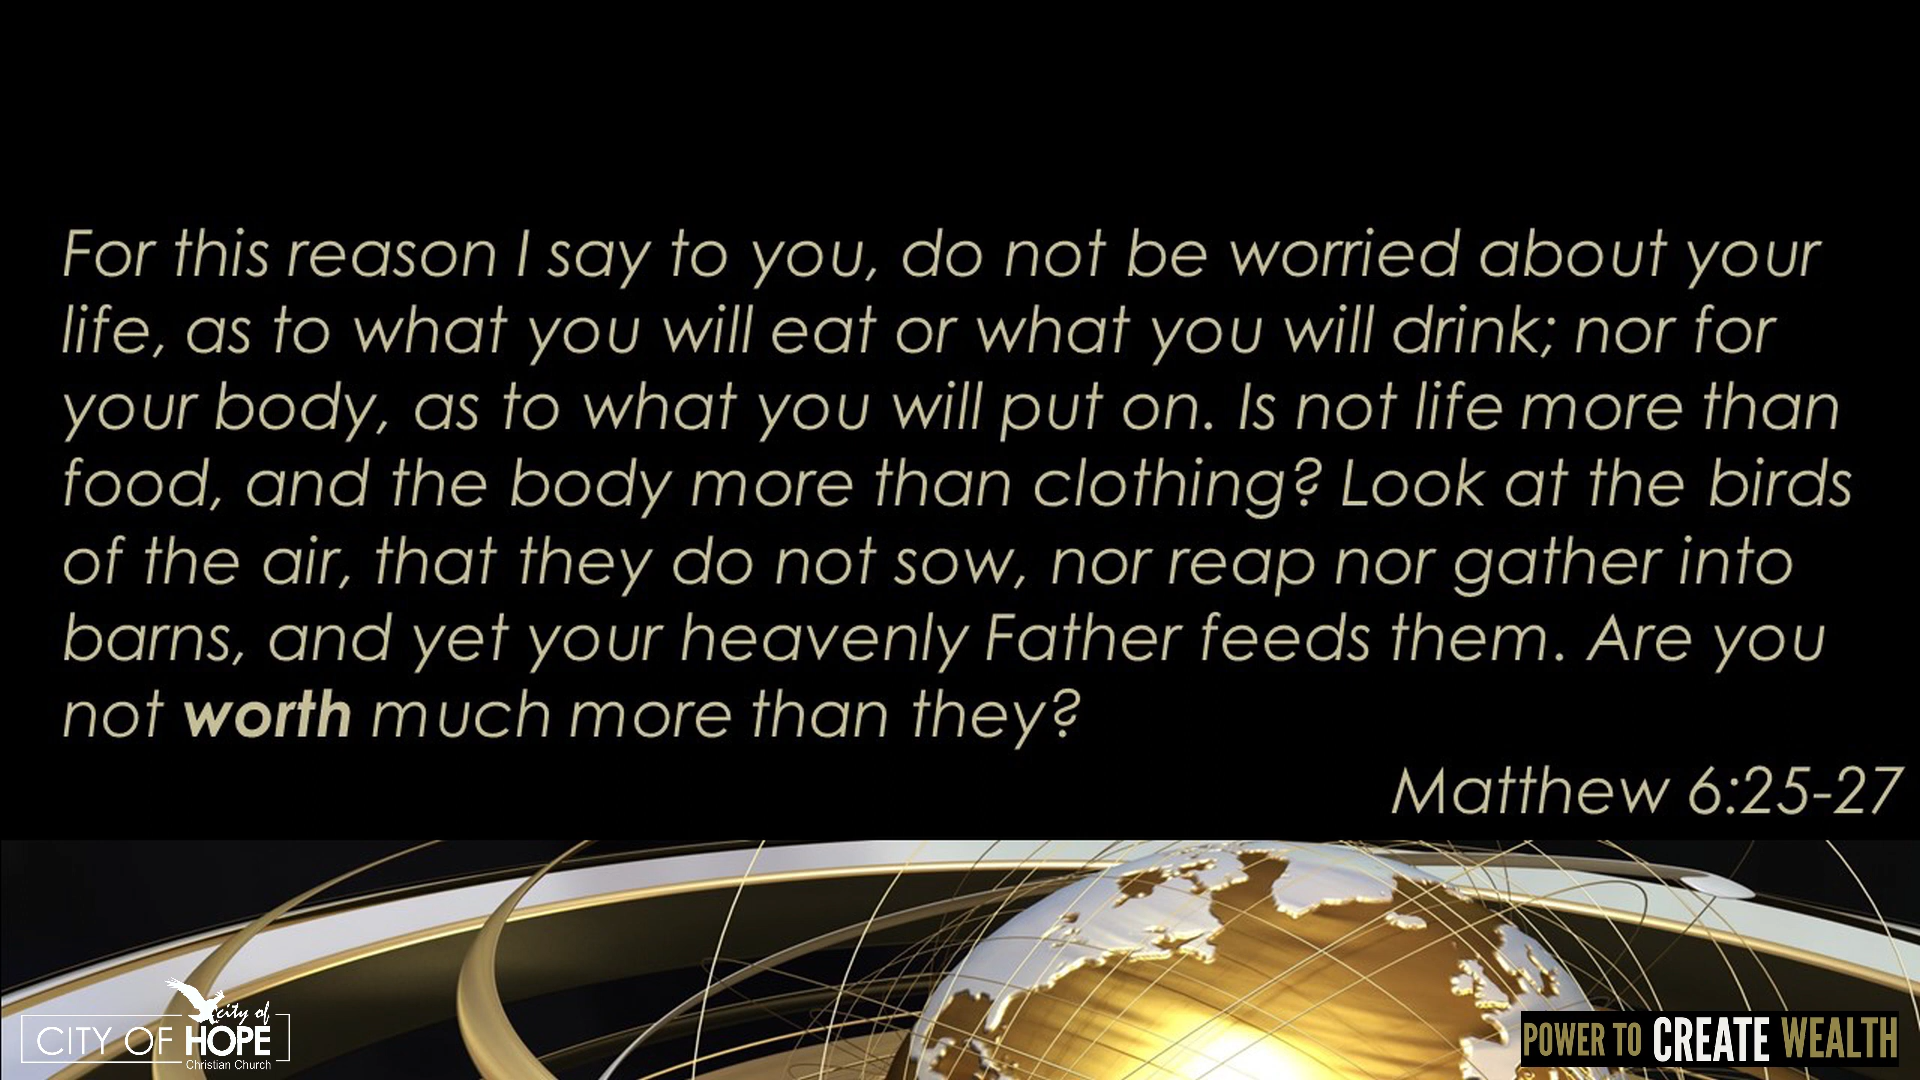 For this reason I say to you, do not be worried about your
life, as to what you will eat or what you will drink; nor for
your body, as to what you will put on. Is not life more than
food, and the body more than clothing? Look at the birds
of the air, that they do not sow, nor reap nor gather into
barns, and yet your heavenly Father feeds them. Are you
not worth much more than they?
Matthew 6:25-27
city of
CITY OF HOPE
Christian Church
POWER TO CREATE WEALTH